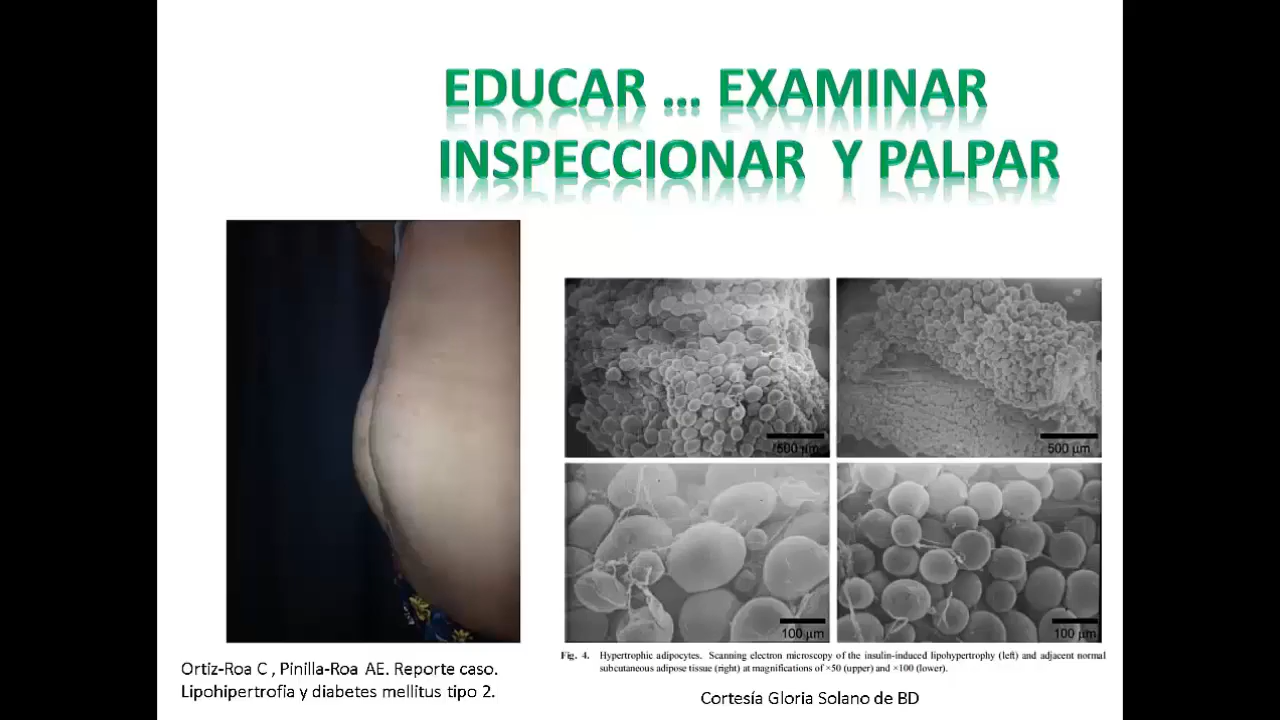 EDUCAR ... EXAMINAR
INSPECCIONAR Y PALPAR
500 µm
500 µm
100 µm
100 µm
Fig. 4. Hypertrophic adipocytes. Scanning electron microscopy of the insulin-induced lipohypertrophy (left) and adjacent normal
subcutaneous adipose tissue (right) at magnifications of ×50 (upper) and ×100 (lower).
Ortiz-Roa C , Pinilla-Roa AE. Reporte caso.
Lipohipertrofia y diabetes mellitus tipo 2.
Cortesía Gloria Solano de BD